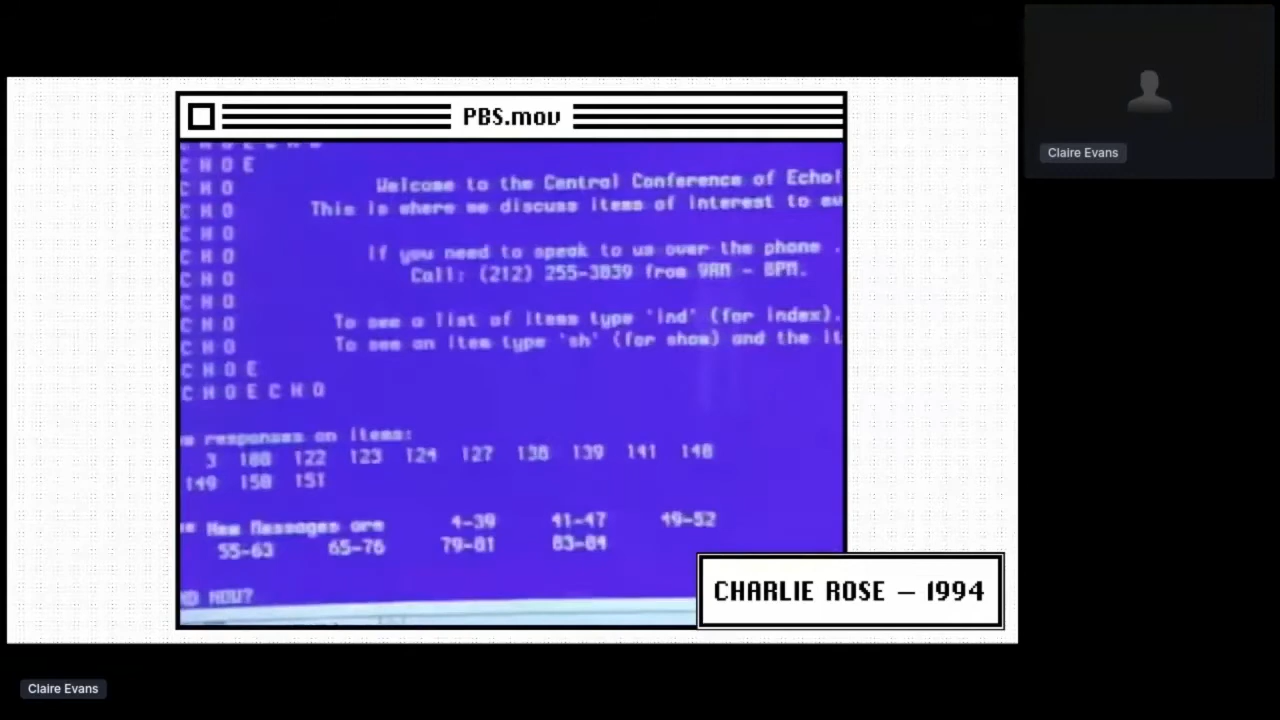 PBS.mov
C H O E C H O
C H O E
C H O Welcome to the Central Conference of Echo!
C H O This is where we discuss items of interest to
C H O
C H O If you need to speak to us over the phone .
C H O Call: (212) 255-3839 from 9AM - 8PM.
C H O
C H O To see a list of items type 'ind' (for index).
C H O To see an item type 'sh' (for show) and the it
C H O E
C H O E C H O
responses on items:
3 108 122 123 124 127 138 139 141 148
149 150 151
New Messages are 4-39 41-47 49-52
55-63 65-76 79-81 83-84
NOW?
CHARLIE ROSE – 1994
Claire Evans
Claire Evans